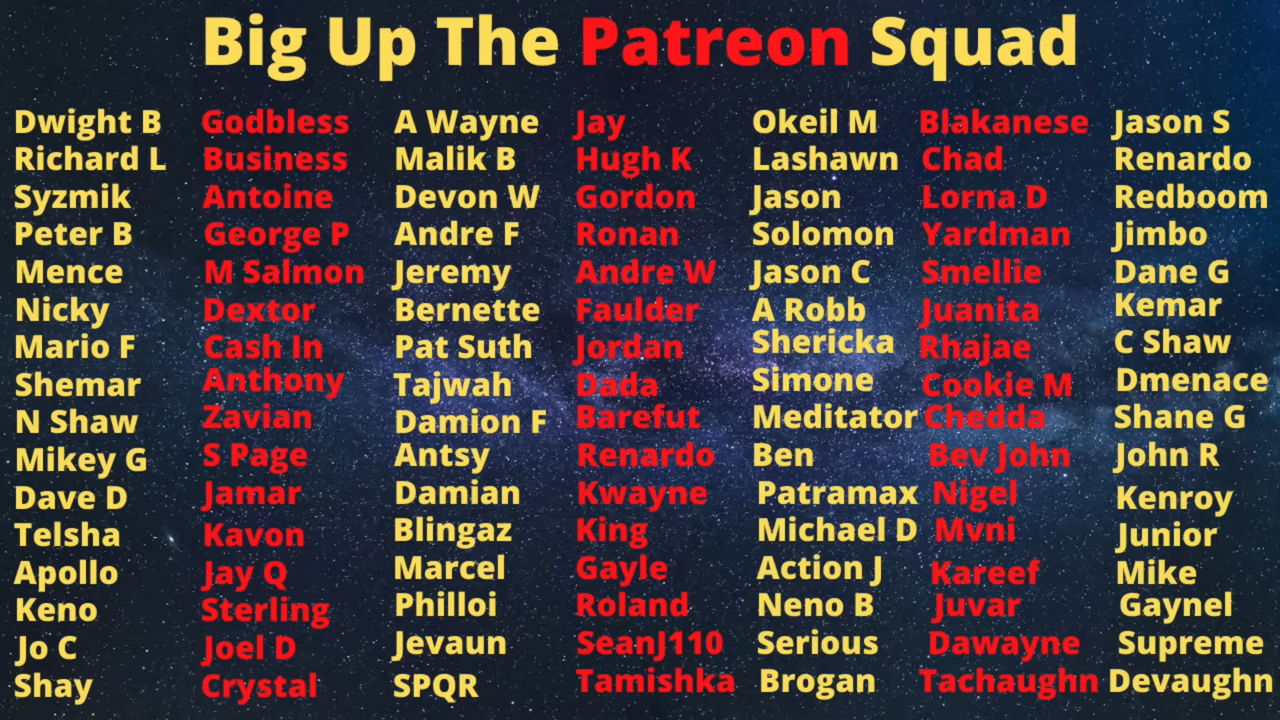 Big Up The Patreon Squad
Dwight B
Richard L
Syzmik
Peter B
Mence
Nicky
Mario F
Shemar
N Shaw
Mikey G
Dave D
Telsha
Apollo
Keno
Jo C
Shay
Godbless
Business
Antoine
George P
M Salmon
Dextor
Cash In
Anthony
Zavian
S Page
Jamar
Kavon
Jay Q
Sterling
Joel D
Crystal
A Wayne
Malik B
Devon W
Andre F
Jeremy
Bernette
Pat Suth
Tajwah
Damion F
Antsy
Damian
Blingaz
Marcel
Philloi
Jevaun
SPQR
Jay
Hugh K
Gordon
Ronan
Andre W
Faulder
Jordan
Dada
Barefut
Renardo
Kwayne
King
Gayle
Roland
SeanJ110
Tamishka
Okeil M
Lashawn
Jason
Solomon
Jason C
A Robb
Shericka
Simone
Meditator
Ben
Patramax
Michael D
Action J
Neno B
Serious
Brogan
Blakanese
Chad
Lorna D
Yardman
Smellie
Juanita
Rhajae
Cookie M
Chedda
Bev John
Nigel
Mvni
Kareef
Juvar
Dawayne
Tachaughn
Jason S
Renardo
Redboom
Jimbo
Dane G
Kemar
C Shaw
Dmenace
Shane G
John R
Kenroy
Junior
Mike
Gaynel
Supreme
Devaughn